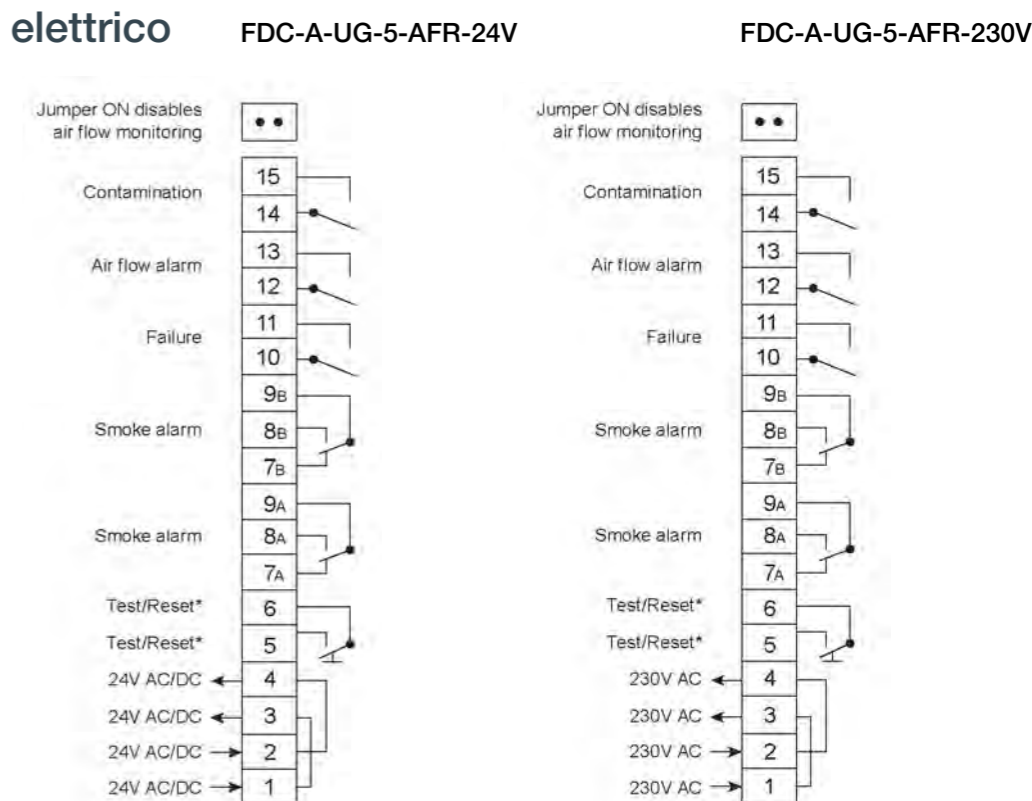 elettrico
FDC-A-UG-5-AFR-24V
Jumper ON disables
air flow monitoring
Contamination
15
14
Air flow alarm
13
12
Failure
11
10
Smoke alarm
9B
8B
7B
Smoke alarm
9A
8A
7A
Test/Reset* 6
Test/Reset* 5
24V AC/DC 4
24V AC/DC 3
24V AC/DC 2
24V AC/DC 1
FDC-A-UG-5-AFR-230V
Jumper ON disables
air flow monitoring
Contamination
15
14
Air flow alarm
13
12
Failure
11
10
Smoke alarm
9B
8B
7B
Smoke alarm
9A
8A
7A
Test/Reset* 6
Test/Reset* 5
230V AC 4
230V AC 3
230V AC 2
230V AC 1